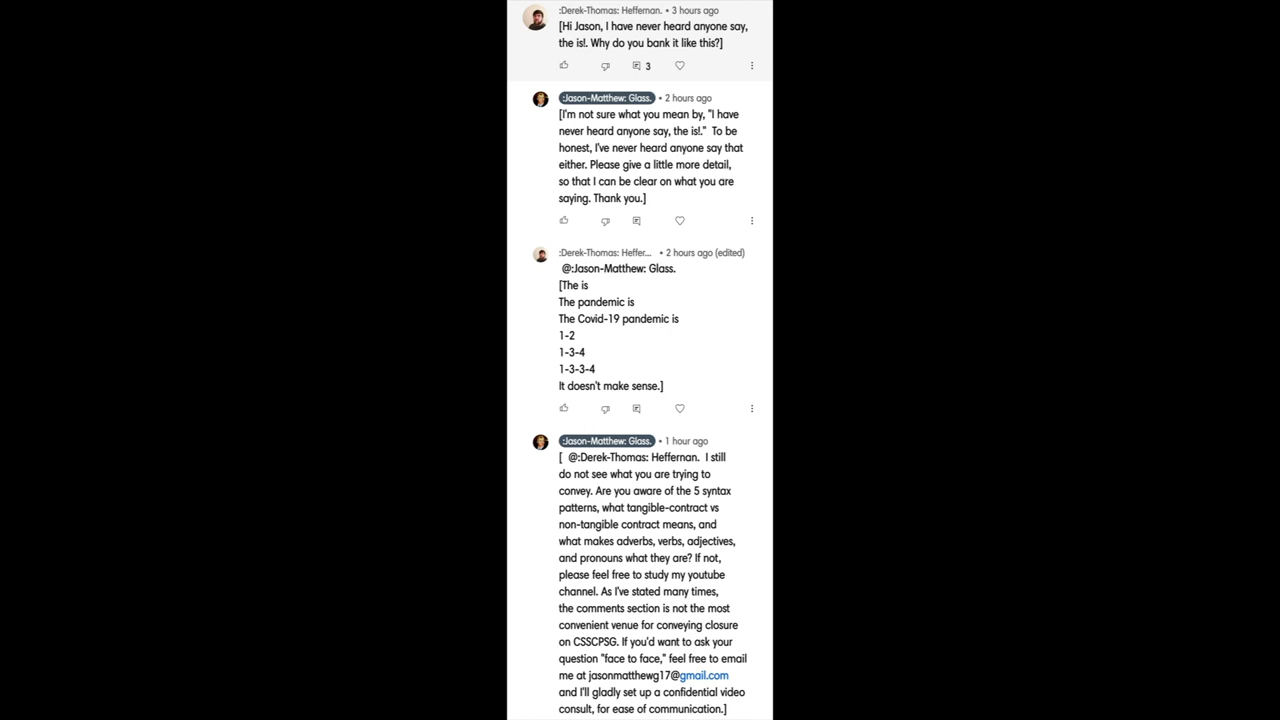 :Derek-Thomas: Heffernan. • 3 hours ago
[Hi Jason, I have never heard anyone say,
the is!. Why do you bank it like this?]
3
:Jason-Matthew: Glass. • 2 hours ago
[I'm not sure what you mean by, "I have
never heard anyone say, the is!." To be
honest, I've never heard anyone say that
either. Please give a little more detail,
so that I can be clear on what you are
saying. Thank you.]
:Derek-Thomas: Heffer... • 2 hours ago (edited)
@:Jason-Matthew: Glass.
[The is
The pandemic is
The Covid-19 pandemic is
1-2
1-3-4
1-3-3-4
It doesn't make sense.]
:Jason-Matthew: Glass. • 1 hour ago
[ @:Derek-Thomas: Heffernan. I still
do not see what you are trying to
convey. Are you aware of the 5 syntax
patterns, what tangible-contract vs
non-tangible contract means, and
what makes adverbs, verbs, adjectives,
and pronouns what they are? If not,
please feel free to study my youtube
channel. As I've stated many times,
the comments section is not the most
convenient venue for conveying closure
on CSSCPSG. If you'd want to ask your
question "face to face," feel free to email
me at jasonmatthewg17@gmail.com
and I'll gladly set up a confidential video
consult, for ease of communication.]